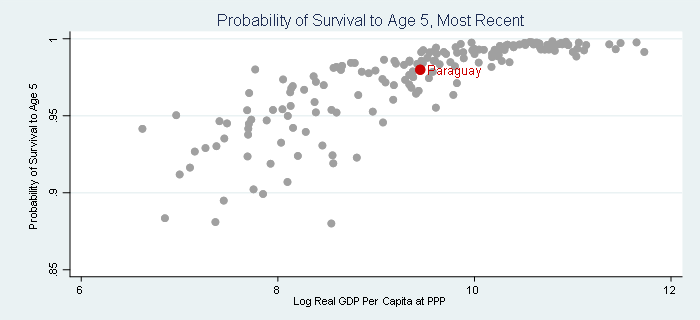 Probability of Survival to Age 5, Most Recent
Probability of Survival to Age 5
1
.95
.9
.85
Paraguay
6
8
10
12
Log Real GDP Per Capita at PPP